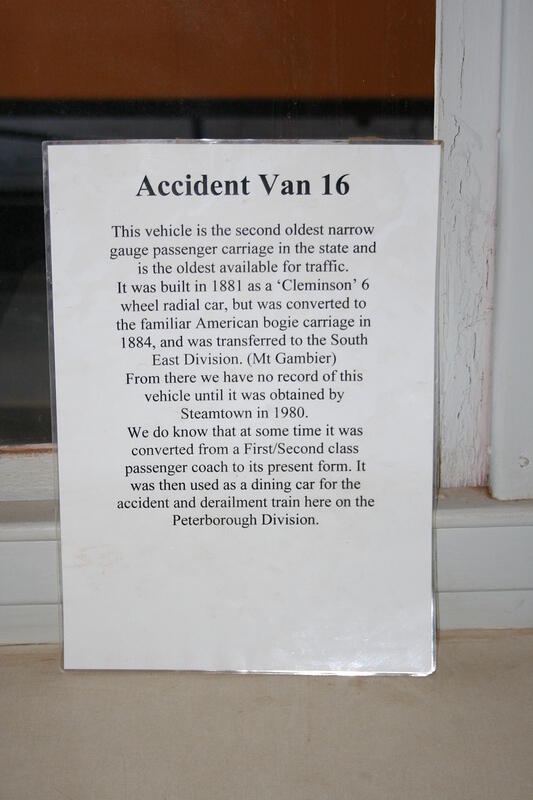 Accident Van 16
This vehicle is the second oldest narrow
gauge passenger carriage in the state and
is the oldest available for traffic.
It was built in 1881 as a ‘Cleminson’ 6
wheel radial car, but was converted to
the familiar American bogie carriage in
1884, and was transferred to the South
East Division. (Mt Gambier)
From there we have no record of this
vehicle until it was obtained by
Steamtown in 1980.
We do know that at some time it was
converted from a First/Second class
passenger coach to its present form. It
was then used as a dining car for the
accident and derailment train here on the
Peterborough Division.